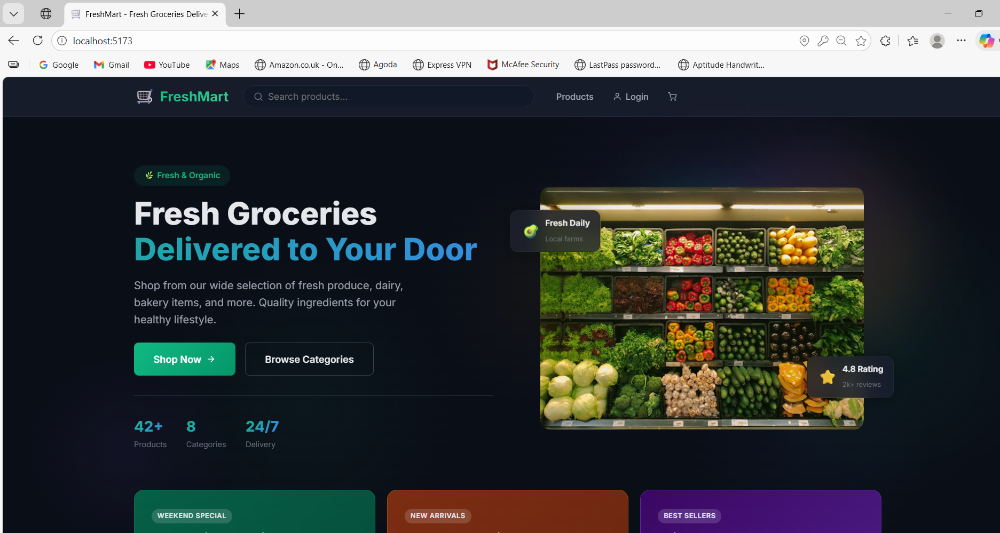 FreshMart - Fresh Groceries Delive
localhost:5173
Google
Gmail
YouTube
Maps
Amazon.co.uk - On...
Agoda
Express VPN
McAfee Security
LastPass password...
Aptitude Handwrit...
FreshMart
Search products...
Products
Login
Fresh & Organic
Fresh Groceries
Delivered to Your Door
Shop from our wide selection of fresh produce, dairy,
bakery items, and more. Quality ingredients for your
healthy lifestyle.
Shop Now →
Browse Categories
42+
Products
8
Categories
24/7
Delivery
Fresh Daily
Local farms
4.8 Rating
2k+ reviews
WEEKEND SPECIAL
NEW ARRIVALS
BEST SELLERS